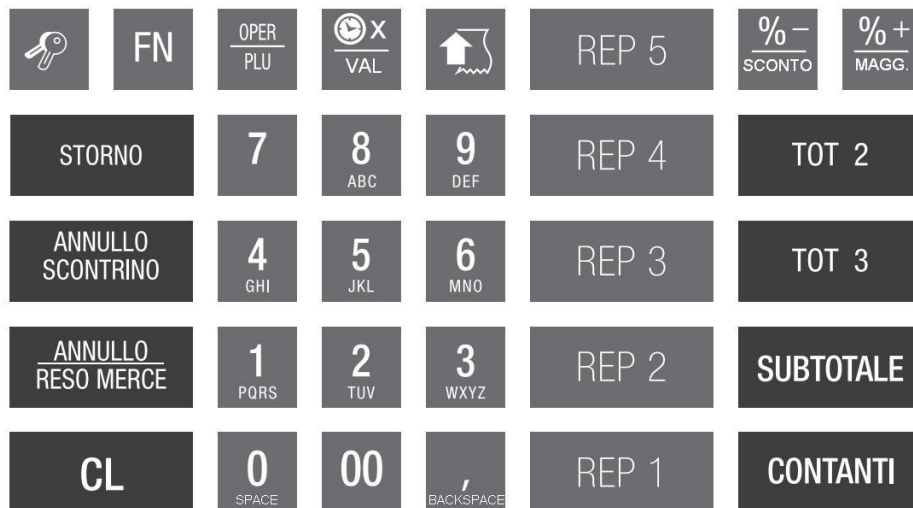 FN
OPER
PLU
X
VAL
REP 5
%-
SCONTO
%+
MAGG.
STORNO
7
8
ABC
9
DEF
REP 4
TOT 2
ANNULLO
SCONTRINO
4
GHI
5
JKL
6
MNO
REP 3
TOT 3
ANNULLO
RESO MERCE
1
PQRS
2
TUV
3
WXYZ
REP 2
SUBTOTALE
CL
0
SPACE
00
,
BACKSPACE
REP 1
CONTANTI